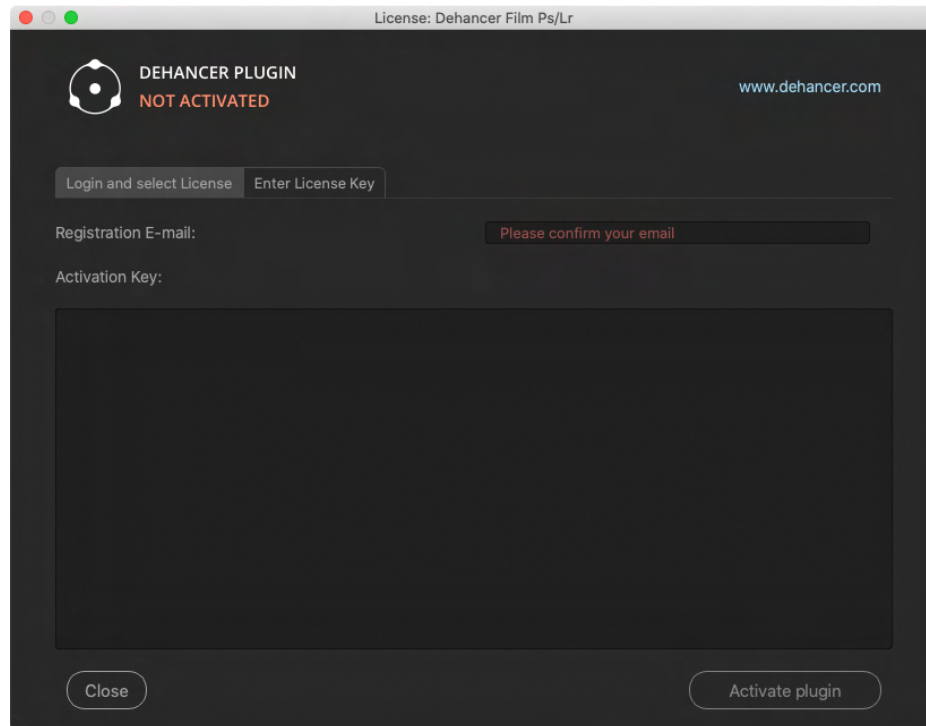 License: Dehancer Film Ps/Lr
DEHANCER PLUGIN
NOT ACTIVATED
www.dehancer.com
Login and select License
Enter License Key
Registration E-mail:
Please confirm your email
Activation Key:
Close
Activate plugin